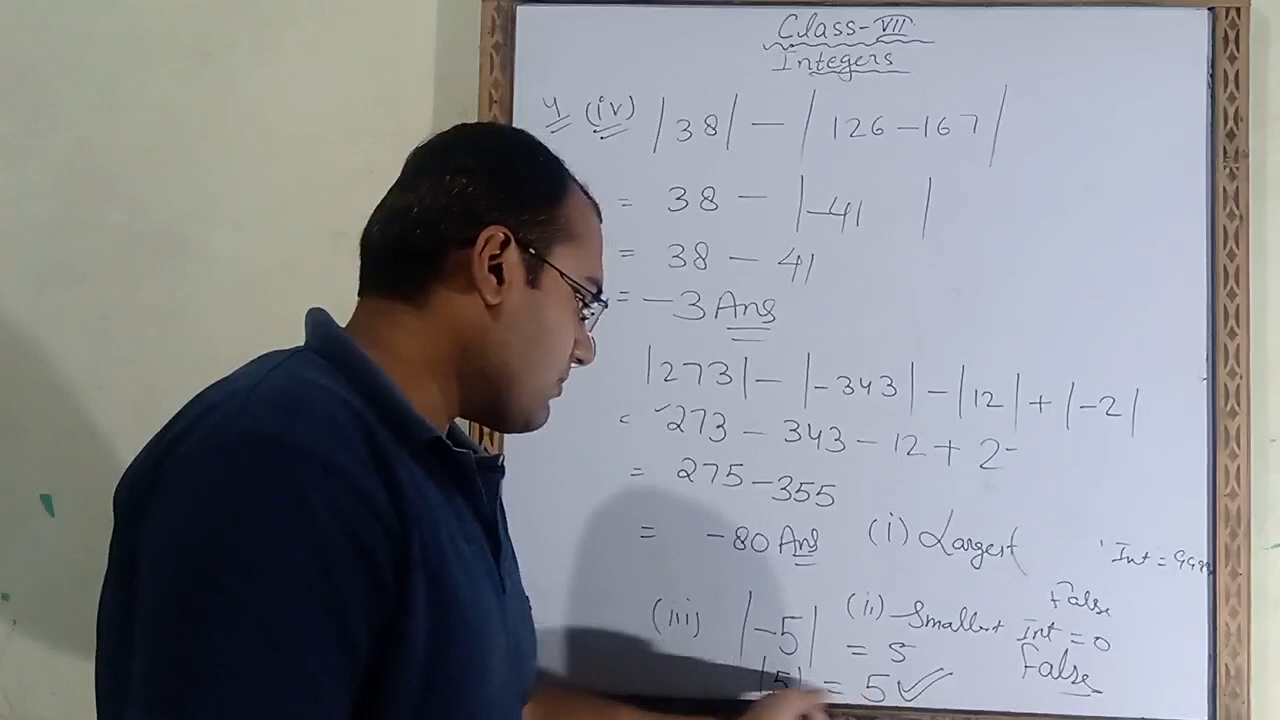 Class-VII
Integers
4 (iv) |38| - |126-167|
= 38 - |-41|
= 38 - 41
= -3 Ans
|273| - |-343| - |12| + |-2|
= 273 - 343 - 12 + 2
= 275-355
= -80 Ans (i) Largest Int =
False
(iii) |-5| = 5 (ii) Smallest Int = 0
|5| = 5 ✓ False